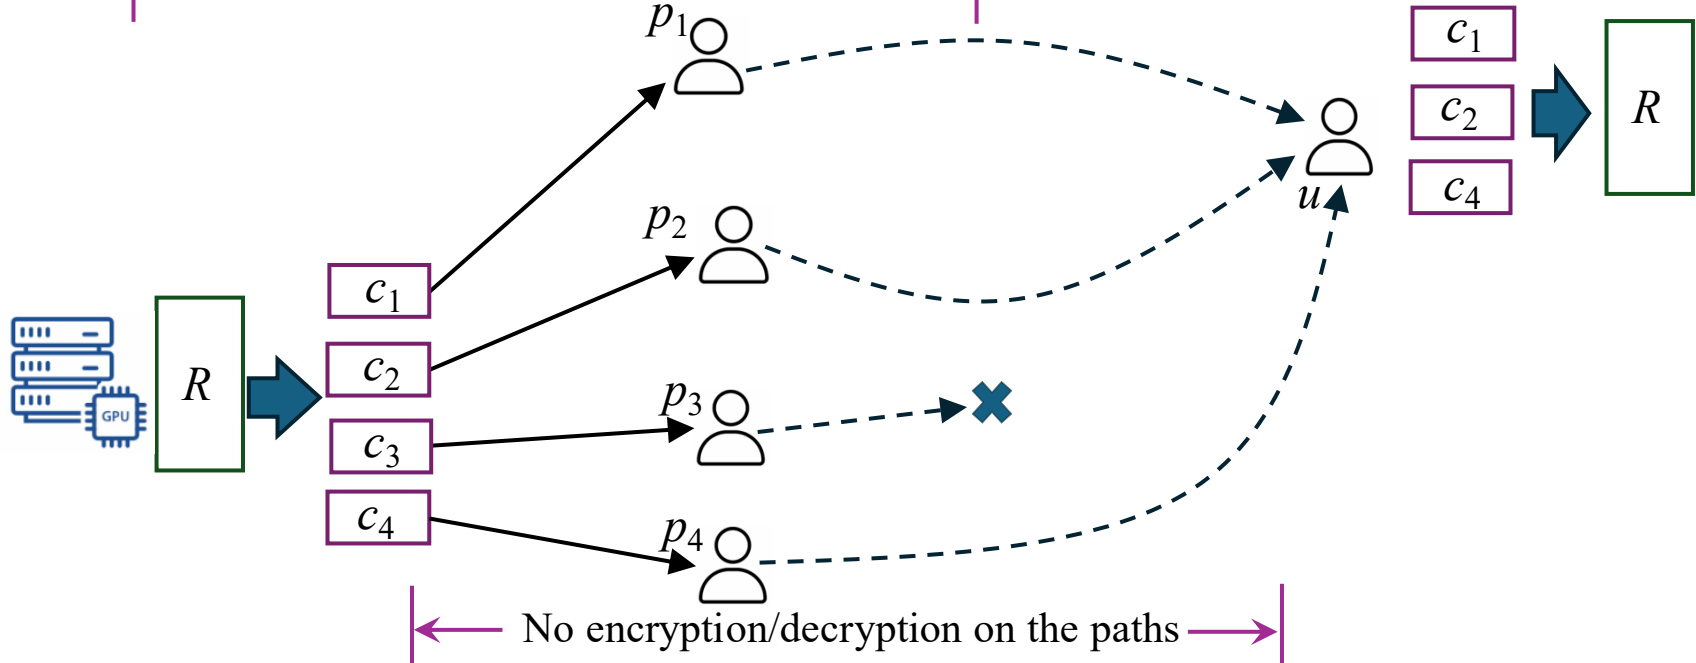 p1
c1
c2
R
c4
u
p2
c1
GPU
R
c2
p3
c3
c4
p4
No encryption/decryption on the paths